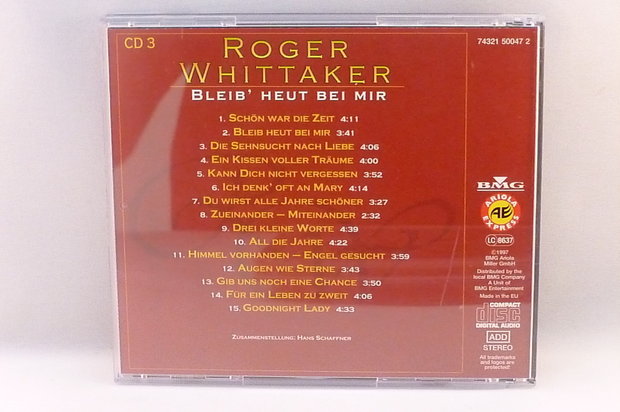 CD 3
ROGER
WHITTAKER
BLEIB' HEUT BEI MIR
74321 50047 2
1. SCHÖN WAR DIE ZEIT 4:11
2. BLEIB HEUT BEI MIR 3:41
3. DIE SEHNSUCHT NACH LIEBE 4:06
4. EIN KISSEN VOLLER TRÄUME 4:00
5. KANN DICH NICHT VERGESSEN 3:52
6. ICH DENK' OFT AN MARY 4:14
7. DU WIRST ALLE JAHRE SCHÖNER 3:27
8. ZUEINANDER – MITEINANDER 2:32
9. DREI KLEINE WORTE 4:39
10. ALL DIE JAHRE 4:22
11. HIMMEL VORHANDEN – ENGEL GESUCHT 3:59
12. AUGEN WIE STERNE 3:43
13. GIB UNS NOCH EINE CHANCE 3:50
14. FÜR EIN LEBEN ZU ZWEIT 4:06
15. GOODNIGHT LADY 4:33
ZUSAMMENSTELLUNG: HANS SCHAFFNER
BMG
ARIOLA
AE
EXPRESS
LC 8637
©1997
BMG Ariola
Miller GmbH
Distributed by the
local BMG Company
A Unit of
BMG Entertainment
Made in the EU
COMPACT
disc
DIGITAL AUDIO
ADD
STEREO
All trademarks
and logos are
protected!